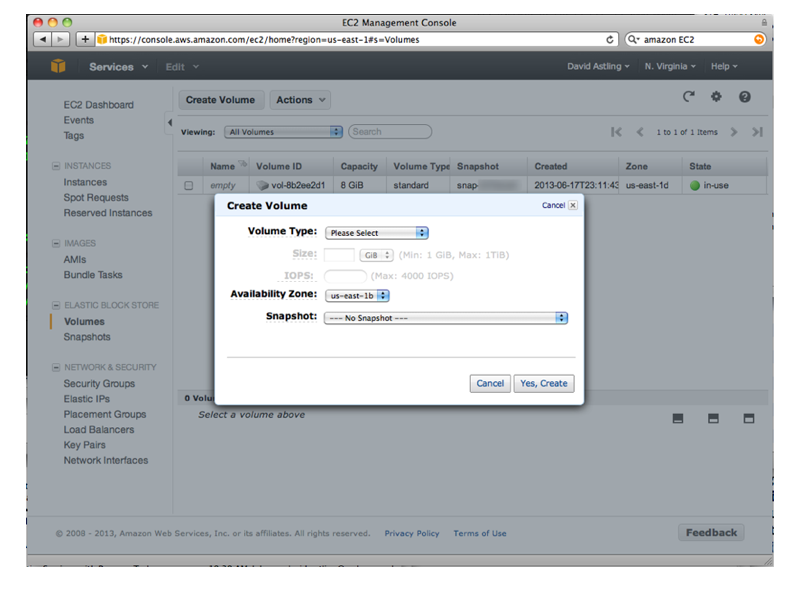 EC2 Management Console
https://console.aws.amazon.com/ec2/home?region=us-east-1#s=Volumes
amazon EC2
Services
Edit
David Astling
N. Virginia
Help
EC2 Dashboard
Events
Tags
INSTANCES
Instances
Spot Requests
Reserved Instances
IMAGES
AMIs
Bundle Tasks
ELASTIC BLOCK STORE
Volumes
Snapshots
NETWORK & SECURITY
Security Groups
Elastic IPs
Placement Groups
Load Balancers
Key Pairs
Network Interfaces
Create Volume
Actions
Viewing: All Volumes
Search
1 to 1 of 1 Items
Name Volume ID Capacity Volume Type Snapshot Created Zone State
empty vol-8b2ee2d1 8 GiB standard snap- 2013-06-17T23:11:43 us-east-1d in-use
Create Volume
Cancel
Volume Type: Please Select
Size: GiB (Min: 1 GiB, Max: 1TiB)
IOPS: (Max: 4000 IOPS)
Availability Zone: us-east-1b
Snapshot: --- No Snapshot ---
Cancel
Yes, Create
0 Volu
Select a volume above
© 2008 - 2013, Amazon Web Services, Inc. or its affiliates. All rights reserved.
Privacy Policy
Terms of Use
Feedback